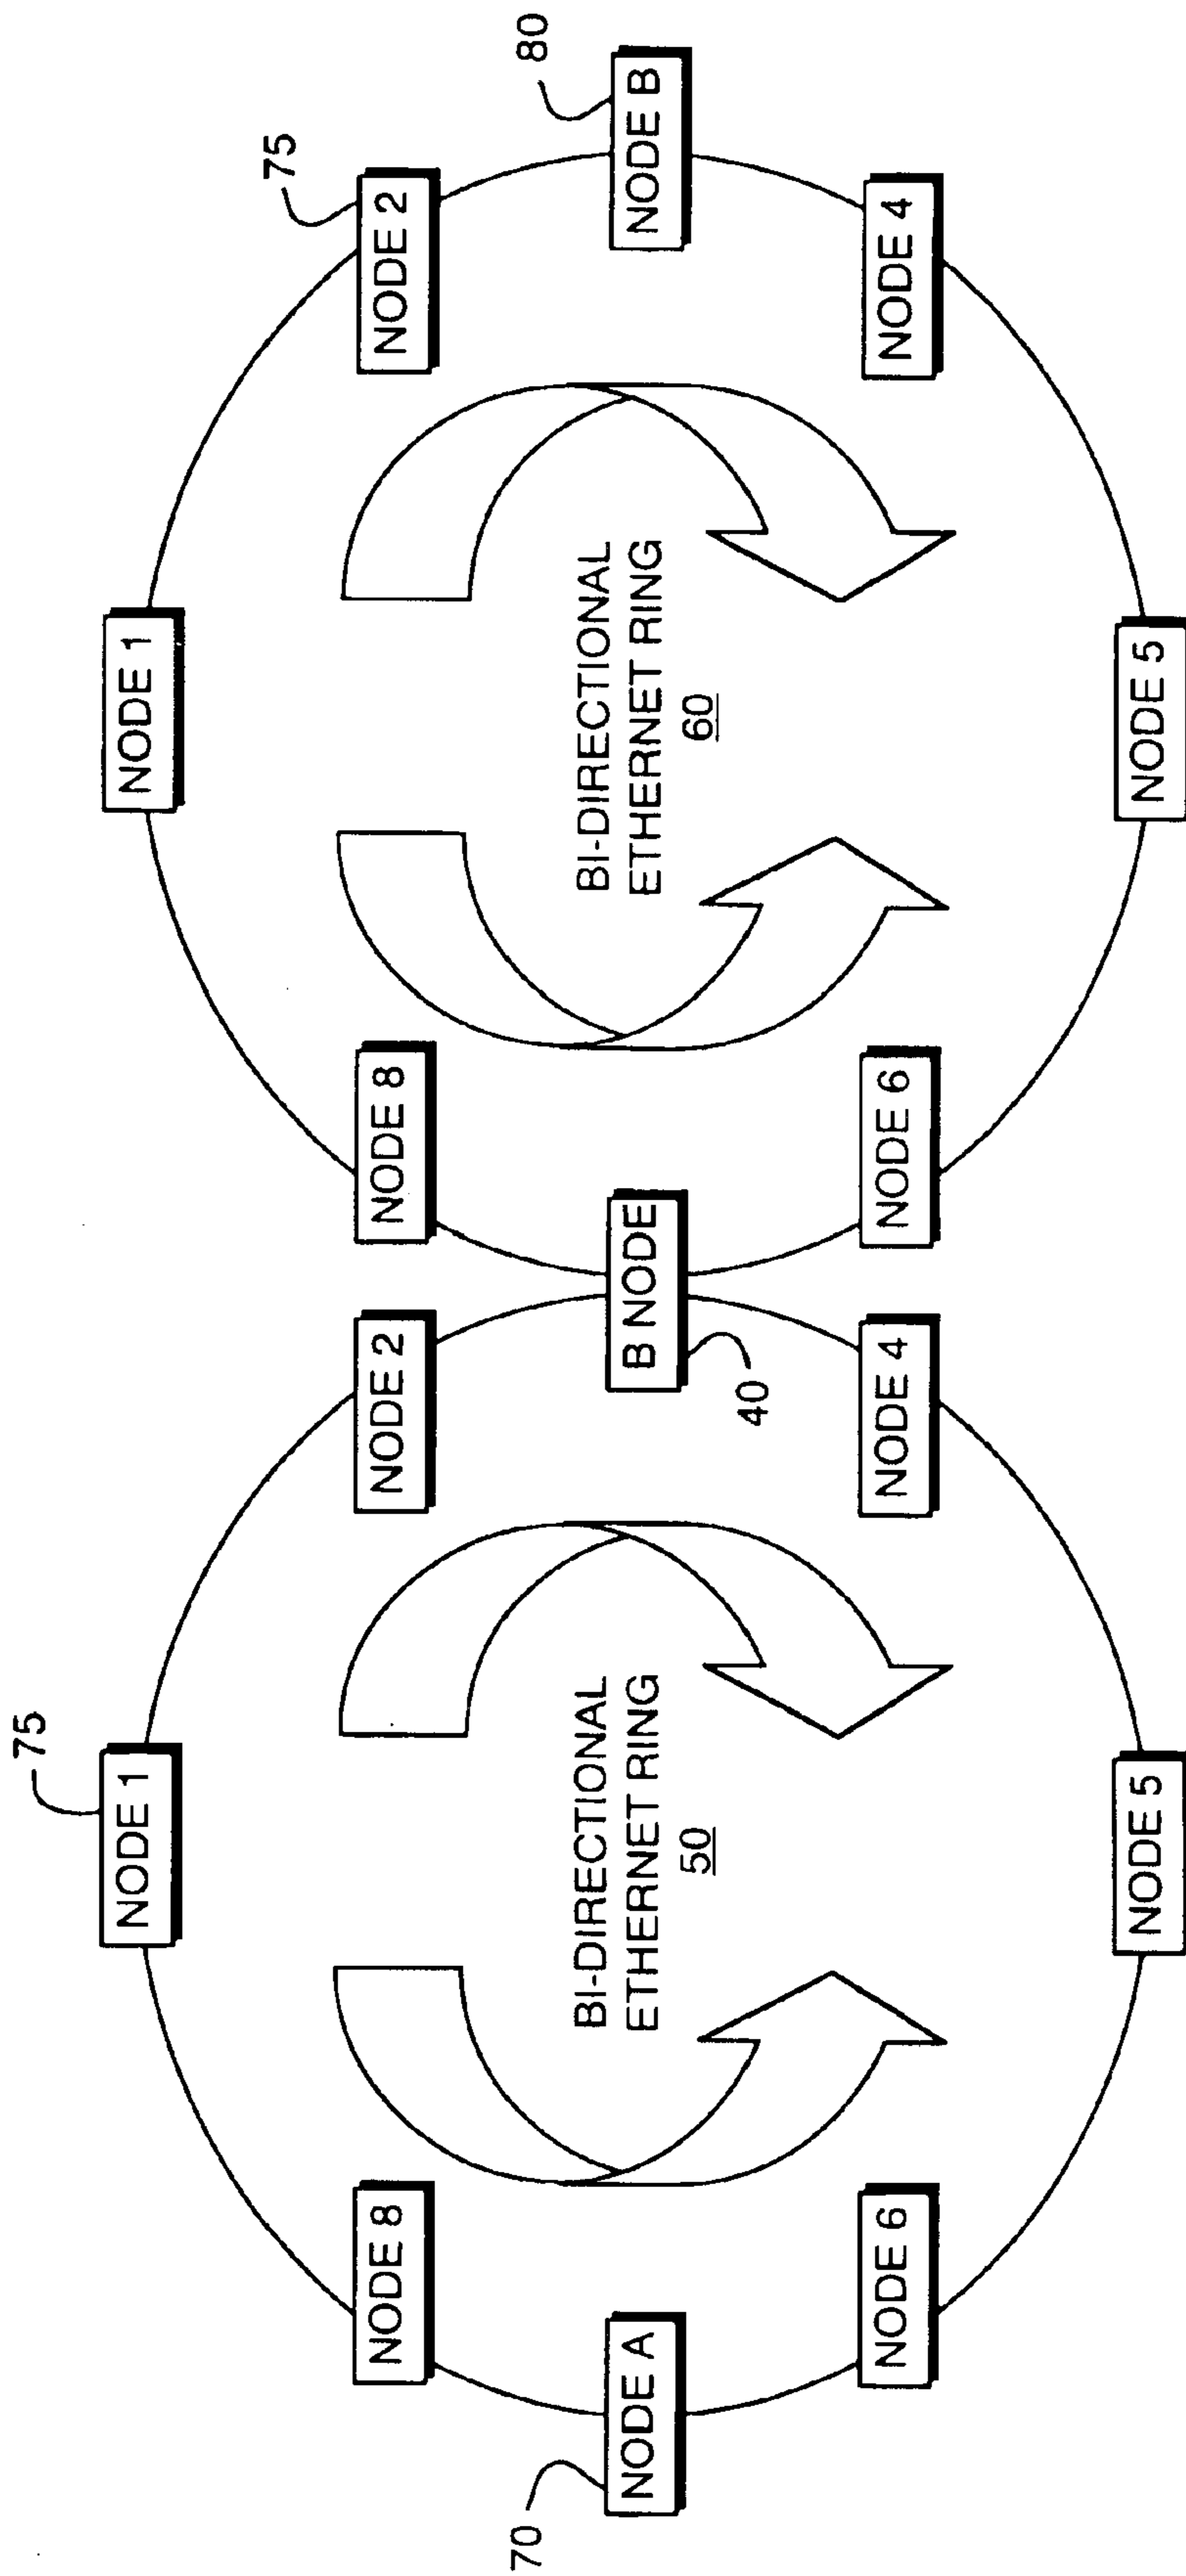 75
NODE 1
NODE 1
75
NODE 8
NODE 2
NODE 8
NODE 2
80
70
NODE A
BI-DIRECTIONAL
ETHERNET RING
50
B NODE
40
BI-DIRECTIONAL
ETHERNET RING
60
NODE B
NODE 6
NODE 4
NODE 6
NODE 4
NODE 5
NODE 5